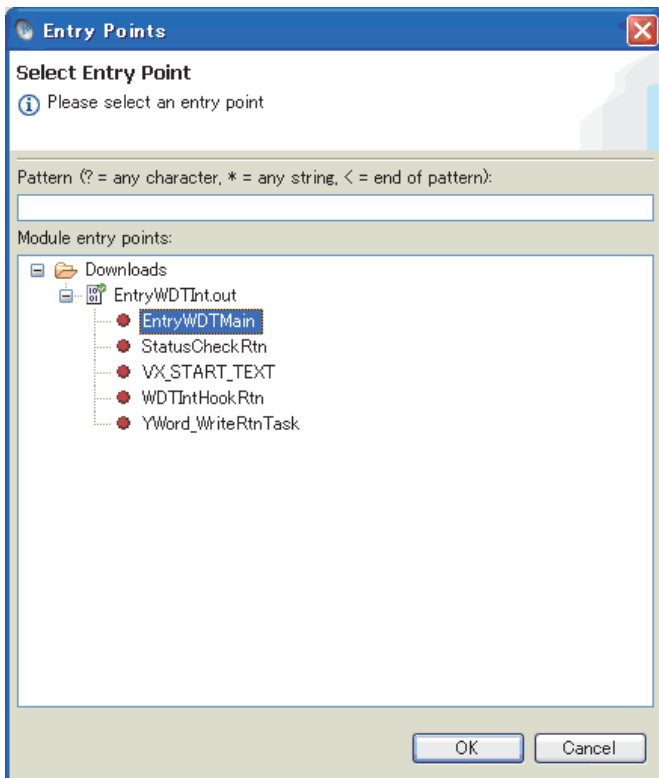 Entry Points
Select Entry Point
Please select an entry point
Pattern (? = any character, * = any string, < = end of pattern):
Module entry points:
Downloads
EntryWDTInt.out
EntryWDTMain
StatusCheckRtn
VX_START_TEXT
WDTIntHookRtn
YWord_WriteRtnTask
OK Cancel